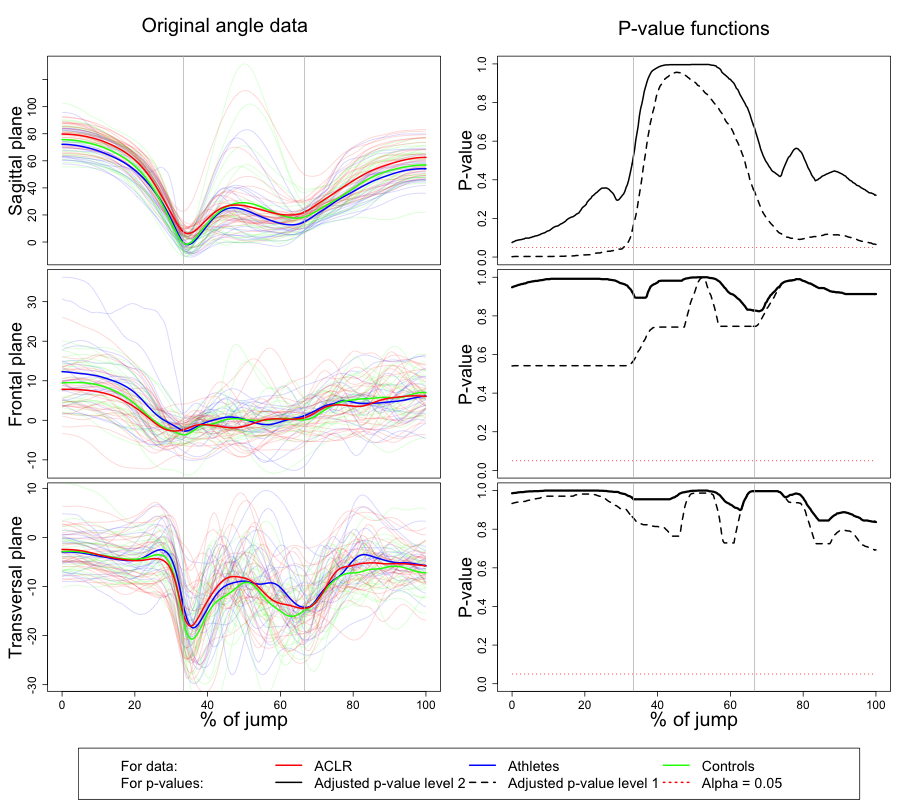 Original angle data
P-value functions
Sagittal plane
0
20
40
60
80
100
P-value
0.0
0.2
0.4
0.6
0.8
1.0
Frontal plane
-10
0
10
20
30
P-value
0.0
0.2
0.4
0.6
0.8
1.0
Transversal plane
-30
-20
-10
0
10
P-value
0.0
0.2
0.4
0.6
0.8
1.0
0 20 40 60 80 100
% of jump
0 20 40 60 80 100
% of jump
For data: ACLR Athletes Controls
For p-values: Adjusted p-value level 2 Adjusted p-value level 1 Alpha = 0.05